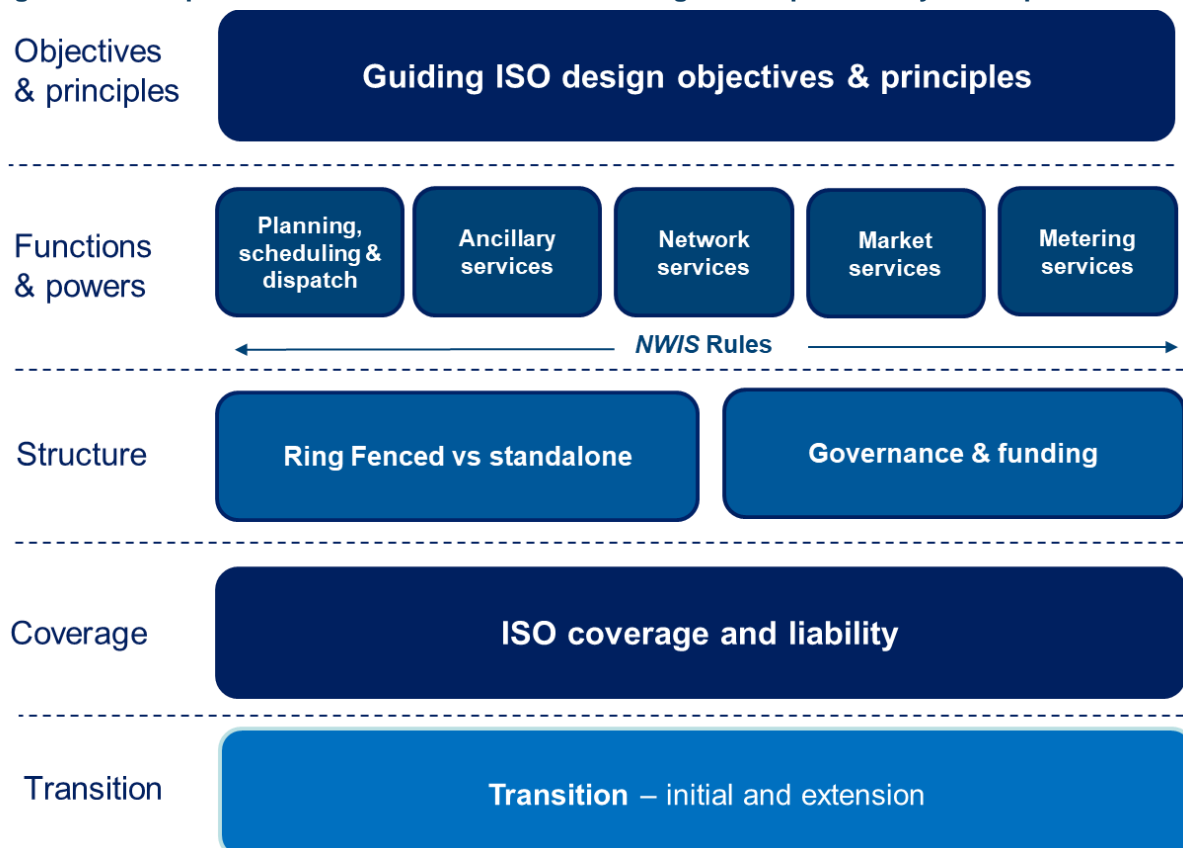 Objectives
& principles
Guiding ISO design objectives & principles
Functions
& powers
Planning,
scheduling &
dispatch
Ancillary
services
Network
services
Market
services
Metering
services
NWIS Rules
Structure
Ring Fenced vs standalone
Governance & funding
Coverage
ISO coverage and liability
Transition
Transition – initial and extension